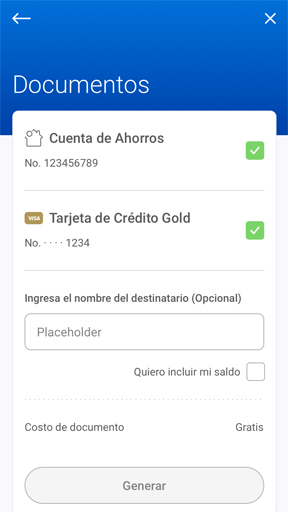 Documentos
Cuenta de Ahorros
No. 123456789
VISA Tarjeta de Crédito Gold
No. · · · · 1234
Ingresa el nombre del destinatario (Opcional)
Placeholder
Quiero incluir mi saldo
Costo de documento Gratis
Generar